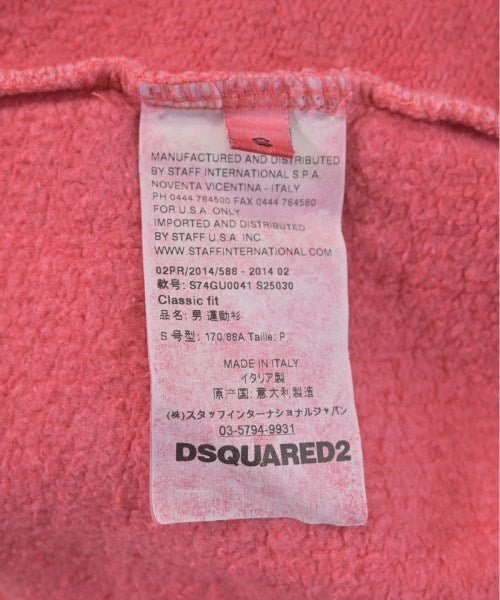 MANUFACTURED AND DISTRIBUTED
BY STAFF INTERNATIONAL S.P.A.
NOVENTA VICENTINA - ITALY
PH 0444 784500 FAX 0444 784580
FOR U.S.A. ONLY
IMPORTED AND DISTRIBUTED
BY STAFF U.S.A. INC.
WWW.STAFFINTERNATIONAL.COM
02PR/2014/588 - 2014 02
款号: S74GU0041 S25030
Classic fit
品名: 男 運動衫
S 号型: 170/88A Taille: P
MADE IN ITALY
イタリア製
原产国: 意大利製造
(株)スタッフインターナショナルジャパン
03-5794-9931
DSQUARED2